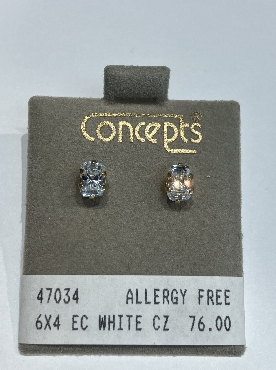 Concepts®
47034 ALLERGY FREE
6X4 EC WHITE CZ 76.00